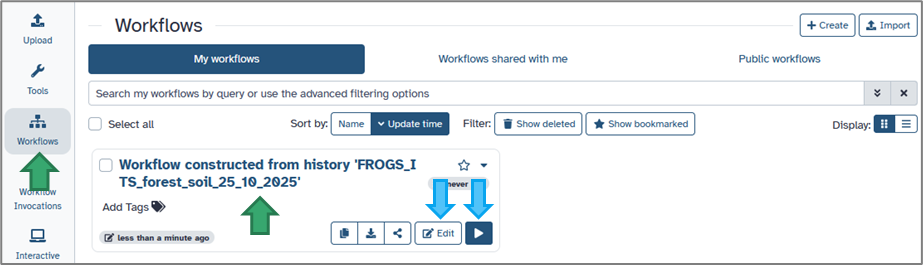 Upload
Tools
Workflows
Workflow
Invocations
Interactive
Workflows
Create
Import
My workflows
Workflows shared with me
Public workflows
Search my workflows by query or use the advanced filtering options
Select all
Sort by:
Name
Update time
Filter:
Show deleted
Show bookmarked
Display:
Workflow constructed from history 'FROGS_I
TS_forest_soil_25_10_2025'
never
Add Tags
less than a minute ago
Edit